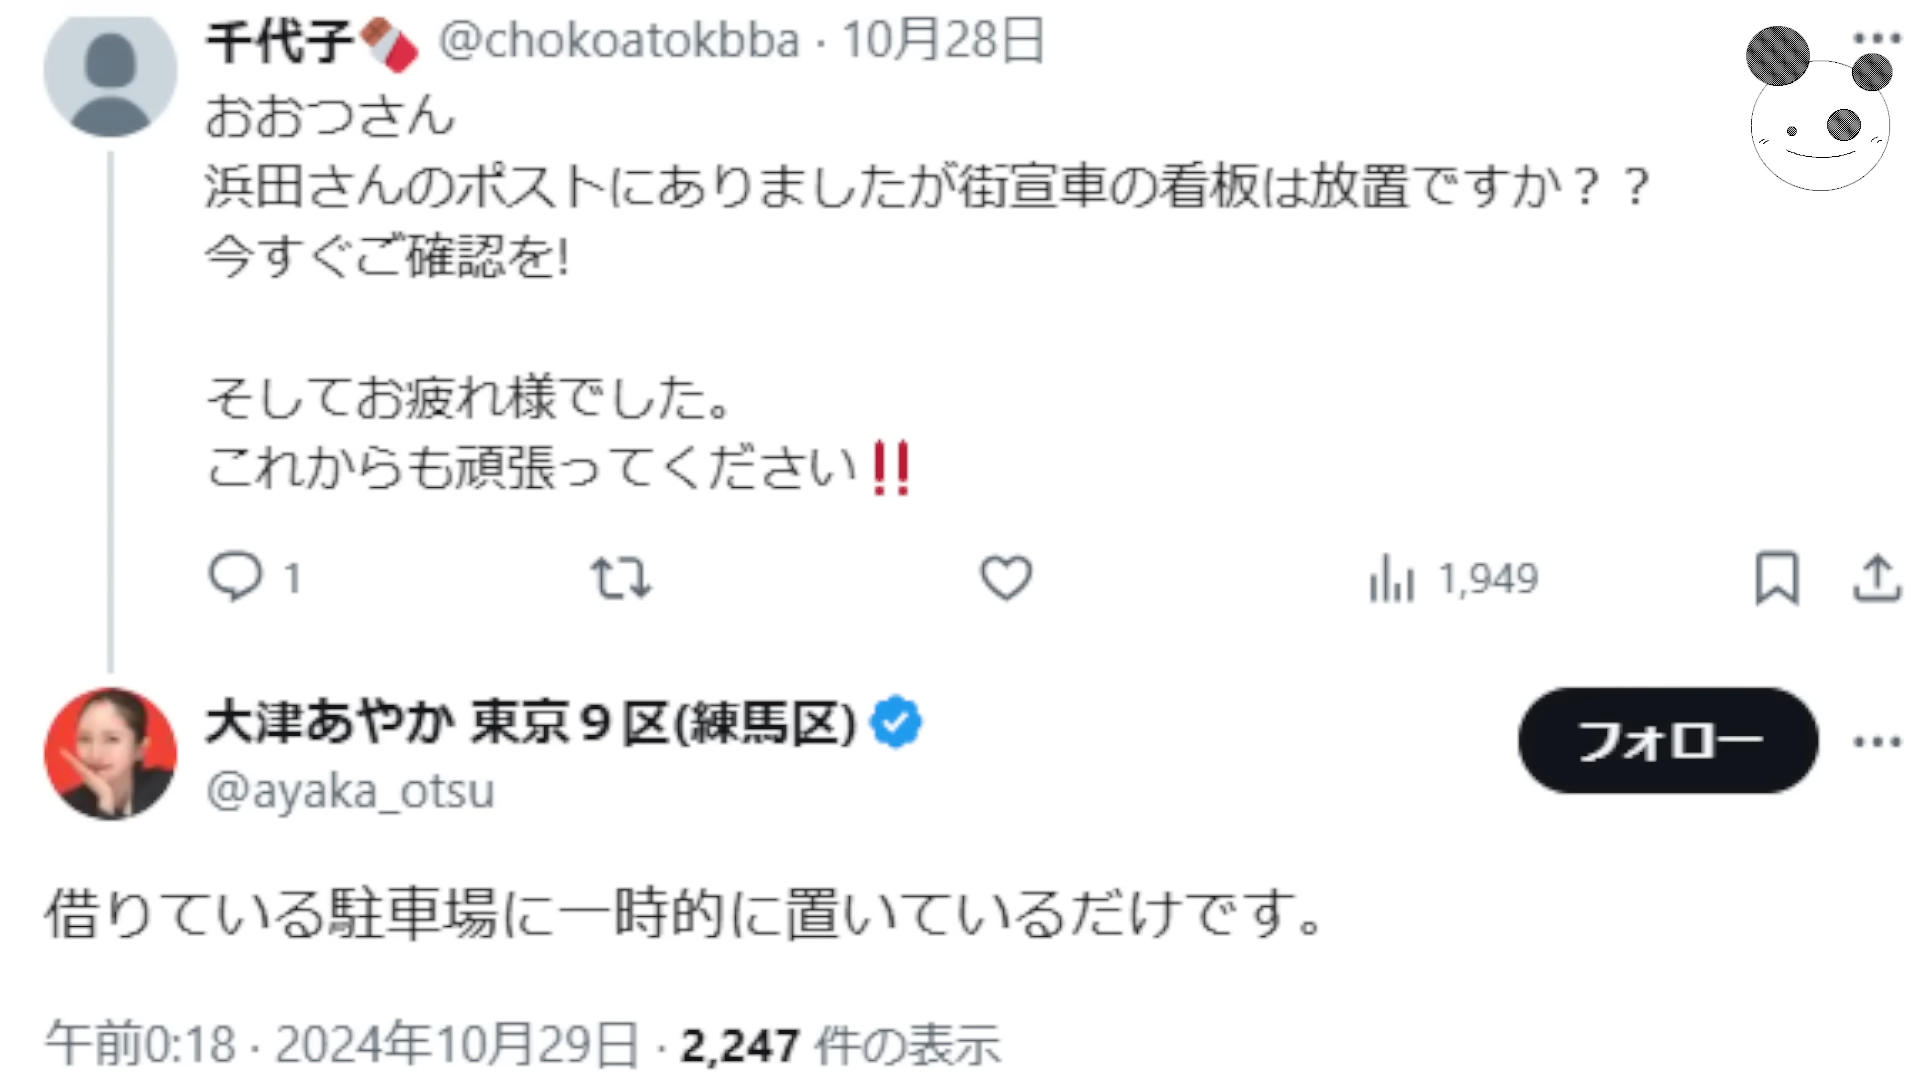 千代子🍫 @chokoatokbba · 10月28日
おおつさん
浜田さんのポストにありましたが街宣車の看板は放置ですか？？
今すぐご確認を!
そしてお疲れ様でした。
これからも頑張ってください‼️
1
1,949
大津あやか 東京９区(練馬区)
フォロー
@ayaka_otsu
借りている駐車場に一時的に置いているだけです。
午前0:18 · 2024年10月29日 · 2,247 件の表示